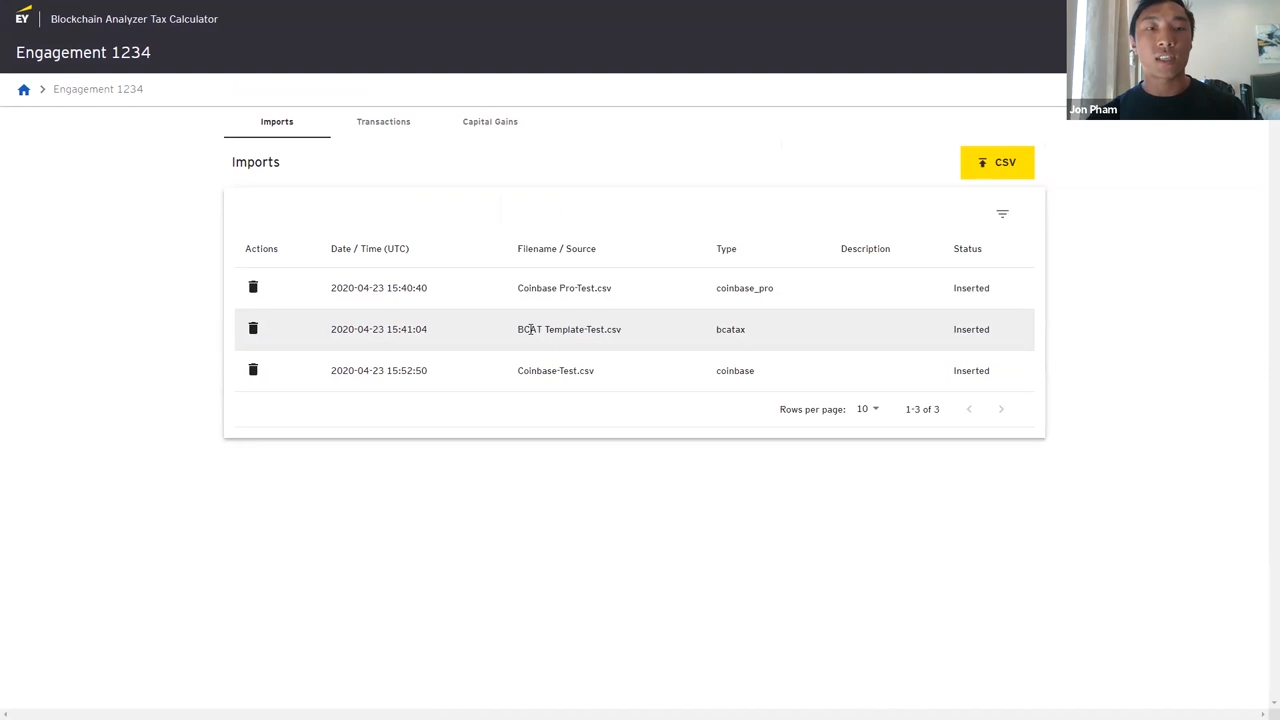 EY
Blockchain Analyzer Tax Calculator
Engagement 1234
Engagement 1234
Jon Pham
Imports Transactions Capital Gains
Imports
CSV
Actions Date / Time (UTC) Filename / Source Type Description Status
2020-04-23 15:40:40 Coinbase Pro-Test.csv coinbase_pro Inserted
2020-04-23 15:41:04 BCAT Template-Test.csv bcatax Inserted
2020-04-23 15:52:50 Coinbase-Test.csv coinbase Inserted
Rows per page: 10 1-3 of 3